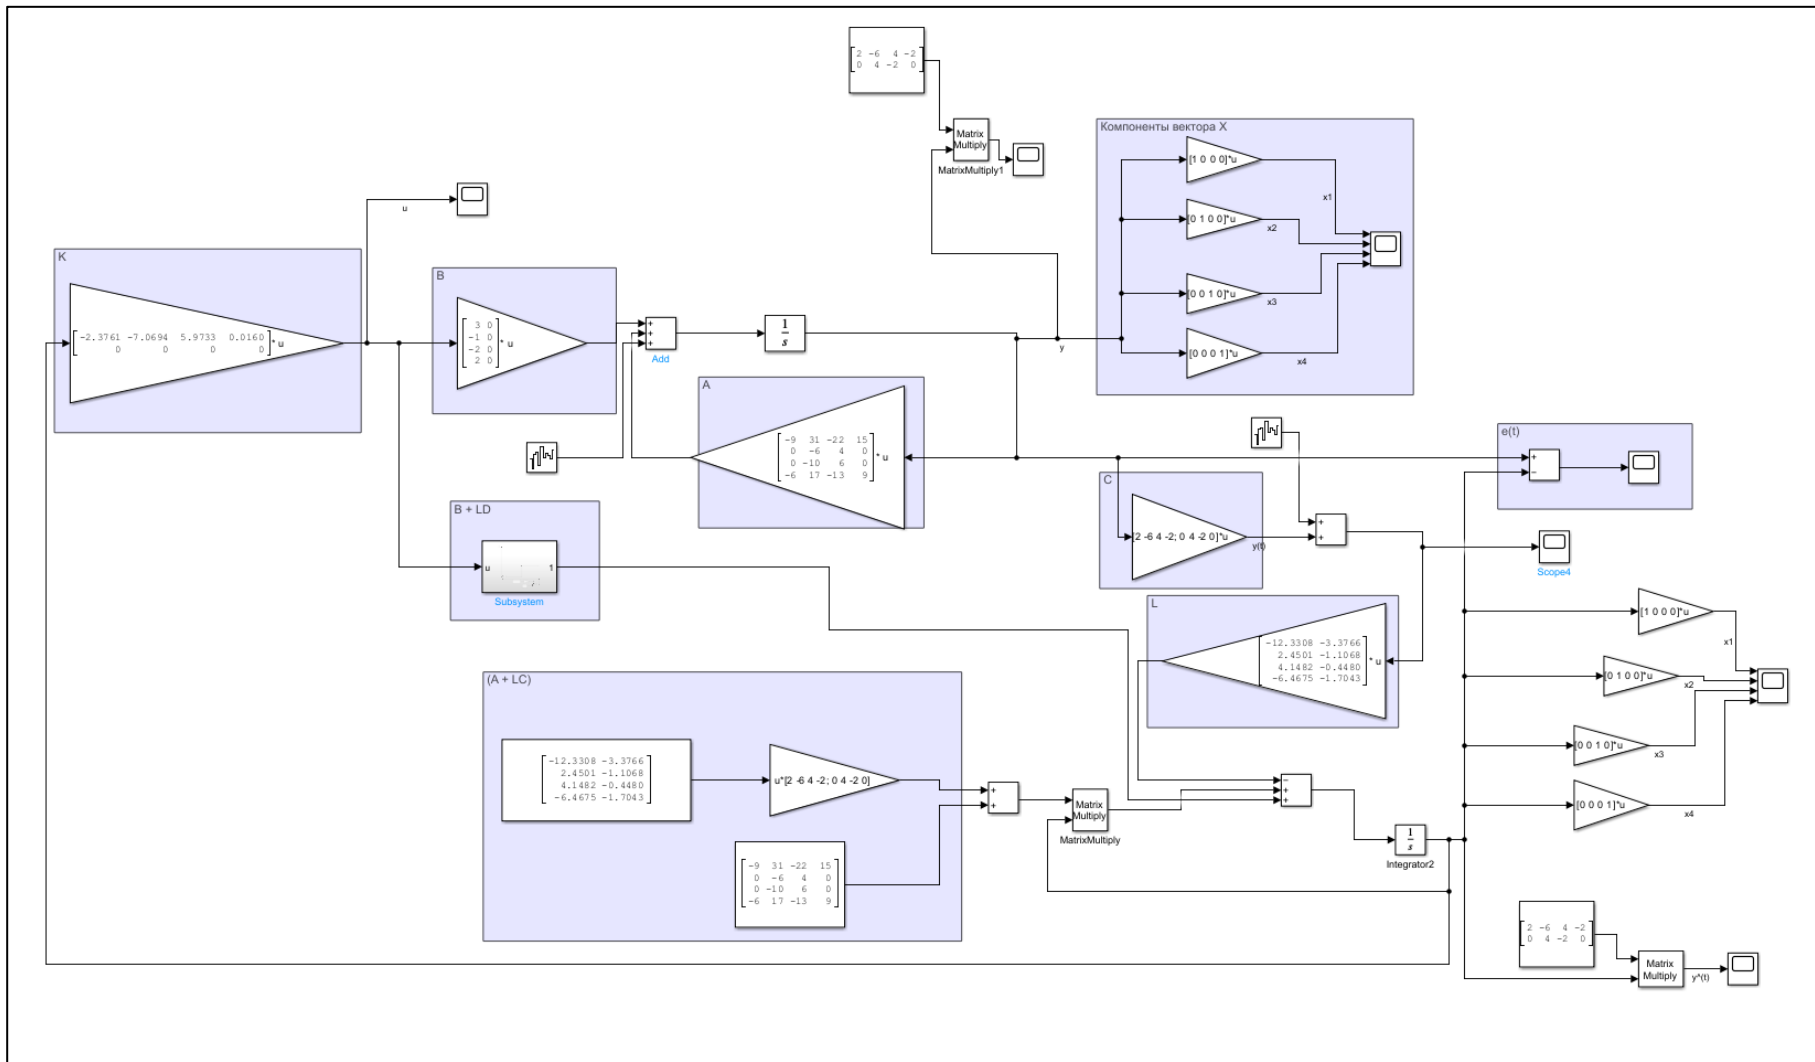 2 -6 4 -2
0 4 -2 0
Matrix
Multiply
MatrixMultiply1
Компоненты вектора X
[1 0 0 0]*u
x1
[0 1 0 0]*u
x2
[0 0 1 0]*u
x3
[0 0 0 1]*u
x4
u
K
-2.3761 -7.0694 5.9733 0.0160
0 0 0 0
* u
B
3 0
-1 0
-2 0
2 0
* u
+
+
+
Add
1
s
y
A
-9 31 -22 15
0 -6 4 0
0 -10 6 0
-6 17 -13 9
* u
e(t)
+
−
C
[2 -6 4 -2; 0 4 -2 0]*u
y(t)
+
+
Scope4
B + LD
u 1
Subsystem
L
-12.3308 -3.3766
2.4501 -1.1068
4.1482 -0.4480
-6.4675 -1.7043
* u
[1 0 0 0]*u
x1
[0 1 0 0]*u
x2
[0 0 1 0]*u
x3
[0 0 0 1]*u
x4
(A + LC)
-12.3308 -3.3766
2.4501 -1.1068
4.1482 -0.4480
-6.4675 -1.7043
u*[2 -6 4 -2; 0 4 -2 0]
+
+
-9 31 -22 15
0 -6 4 0
0 -10 6 0
-6 17 -13 9
Matrix
Multiply
MatrixMultiply
−
+
+
1
s
Integrator2
2 -6 4 -2
0 4 -2 0
Matrix
Multiply
y^(t)